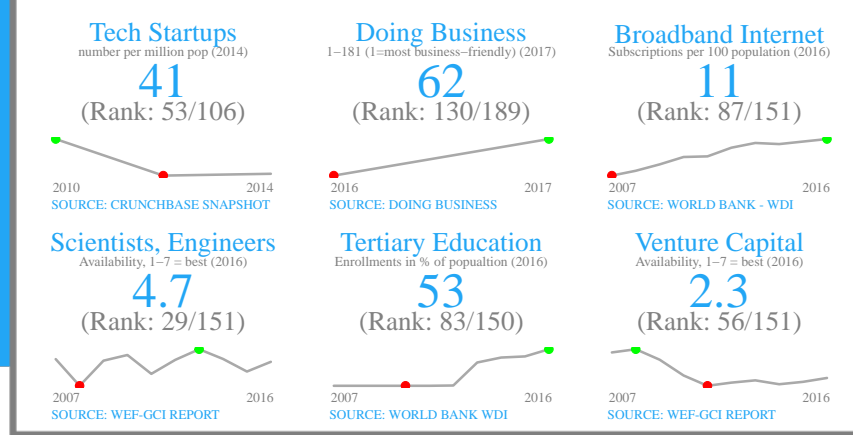 Tech Startups
number per million pop (2014)
41
(Rank: 53/106)
2010 2014
SOURCE: CRUNCHBASE SNAPSHOT
Doing Business
1−181 (1=most business−friendly) (2017)
62
(Rank: 130/189)
2016 2017
SOURCE: DOING BUSINESS
Broadband Internet
Subscriptions per 100 population (2016)
11
(Rank: 87/151)
2007 2016
SOURCE: WORLD BANK - WDI
Scientists, Engineers
Availability, 1−7 = best (2016)
4.7
(Rank: 29/151)
2007 2016
SOURCE: WEF-GCI REPORT
Tertiary Education
Enrollments in % of popualtion (2016)
53
(Rank: 83/150)
2007 2016
SOURCE: WORLD BANK WDI
Venture Capital
Availability, 1−7 = best (2016)
2.3
(Rank: 56/151)
2007 2016
SOURCE: WEF-GCI REPORT